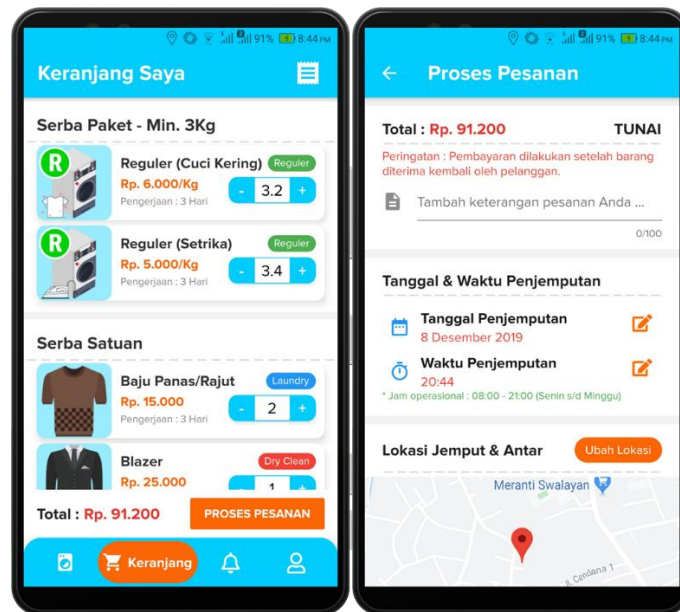 91% 8:44 PM
Keranjang Saya
Serba Paket - Min. 3Kg
R
Reguler (Cuci Kering) Reguler
Rp. 6.000/Kg
Pengerjaan : 3 Hari
- 3.2 +
R
Reguler (Setrika) Reguler
Rp. 5.000/Kg
Pengerjaan : 3 Hari
- 3.4 +
Serba Satuan
Baju Panas/Rajut Laundry
Rp. 15.000
Pengerjaan : 3 Hari
- 2 +
Blazer Dry Clean
Rp. 25.000
- 1 +
Total : Rp. 91.200 PROSES PESANAN
Keranjang
91% 8:44 PM
Proses Pesanan
Total : Rp. 91.200 TUNAI
Peringatan : Pembayaran dilakukan setelah barang
diterima kembali oleh pelanggan.
Tambah keterangan pesanan Anda ...
0/100
Tanggal & Waktu Penjemputan
Tanggal Penjemputan
8 Desember 2019
Waktu Penjemputan
20:44
* Jam operasional : 08:00 - 21:00 (Senin s/d Minggu)
Lokasi Jemput & Antar Ubah Lokasi
Meranti Swalayan
Jl. Cendana 1